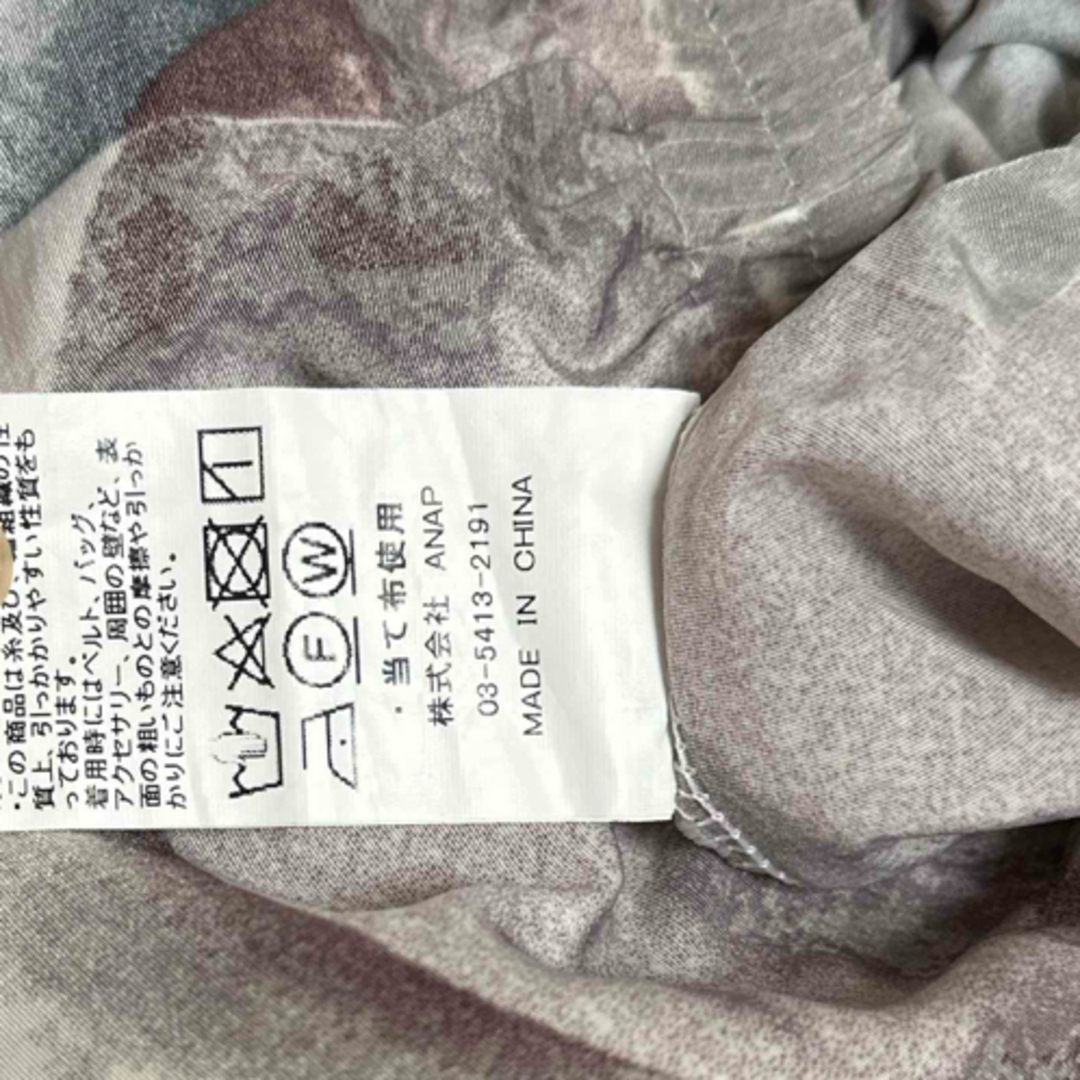 ・この商品は糸及び、組織の性
質上、引っかかりやすい性質をも
っております。
着用時にはベルト、バッグ、
アクセサリー、周囲の壁など、表
面の粗いものとの摩擦や引っか
かりにご注意ください。
F W
・当て布使用
株式会社 ANAP
03-5413-2191
MADE IN CHINA